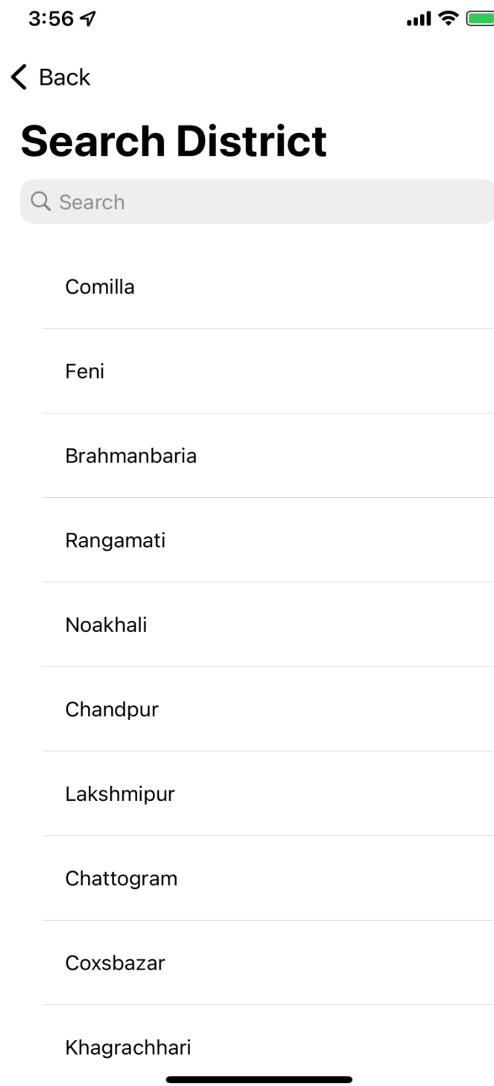 3:56
Back
Search District
Search
Comilla
Feni
Brahmanbaria
Rangamati
Noakhali
Chandpur
Lakshmipur
Chattogram
Coxsbazar
Khagrachhari